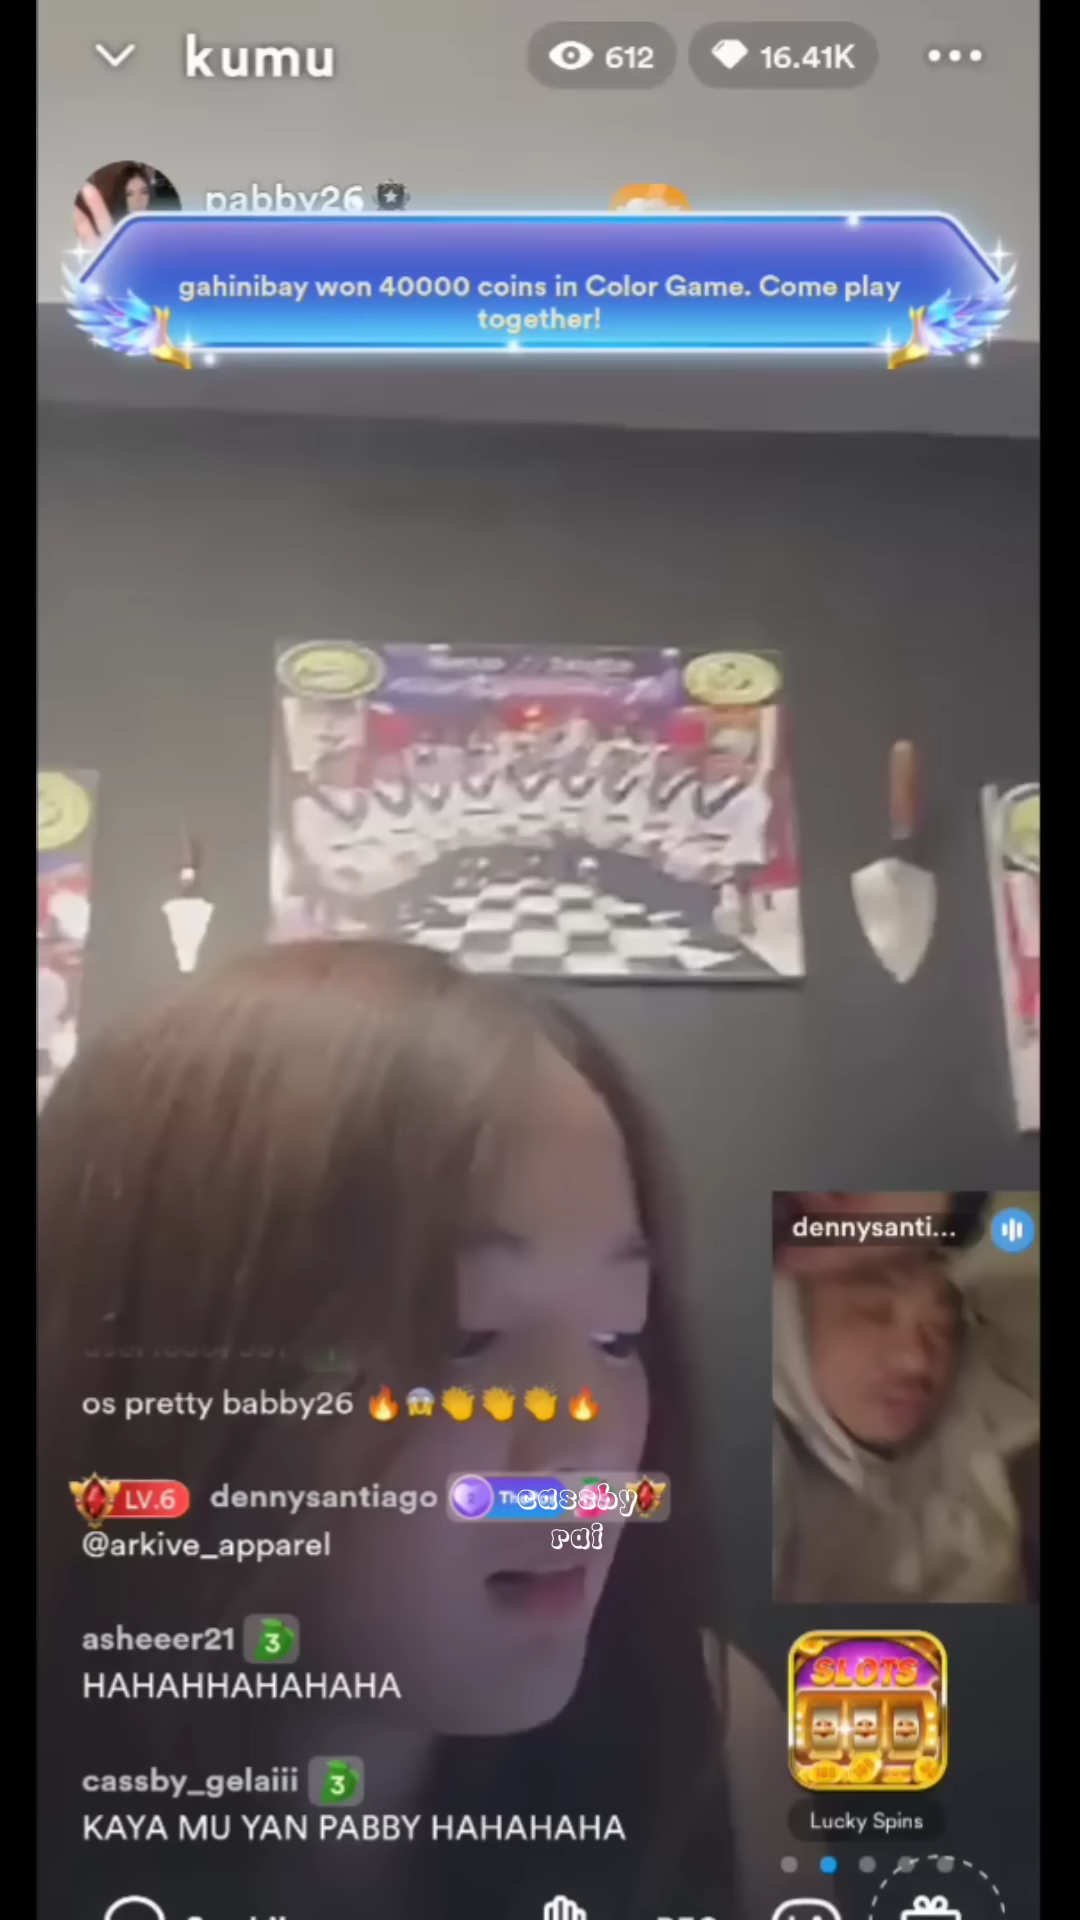 kumu
612
16.41K
pabby26
gahinibay won 40000 coins in Color Game. Come play
together!
dennysanti...
os pretty babby26 🔥😱👏👏👏🔥
LV.6 dennysantiago
cassby
rai
@arkive_apparel
asheeer21 3
HAHAHHAHAHAHA
SLOTS
cassby_gelaiii 3
KAYA MU YAN PABBY HAHAHAHA
Lucky Spins